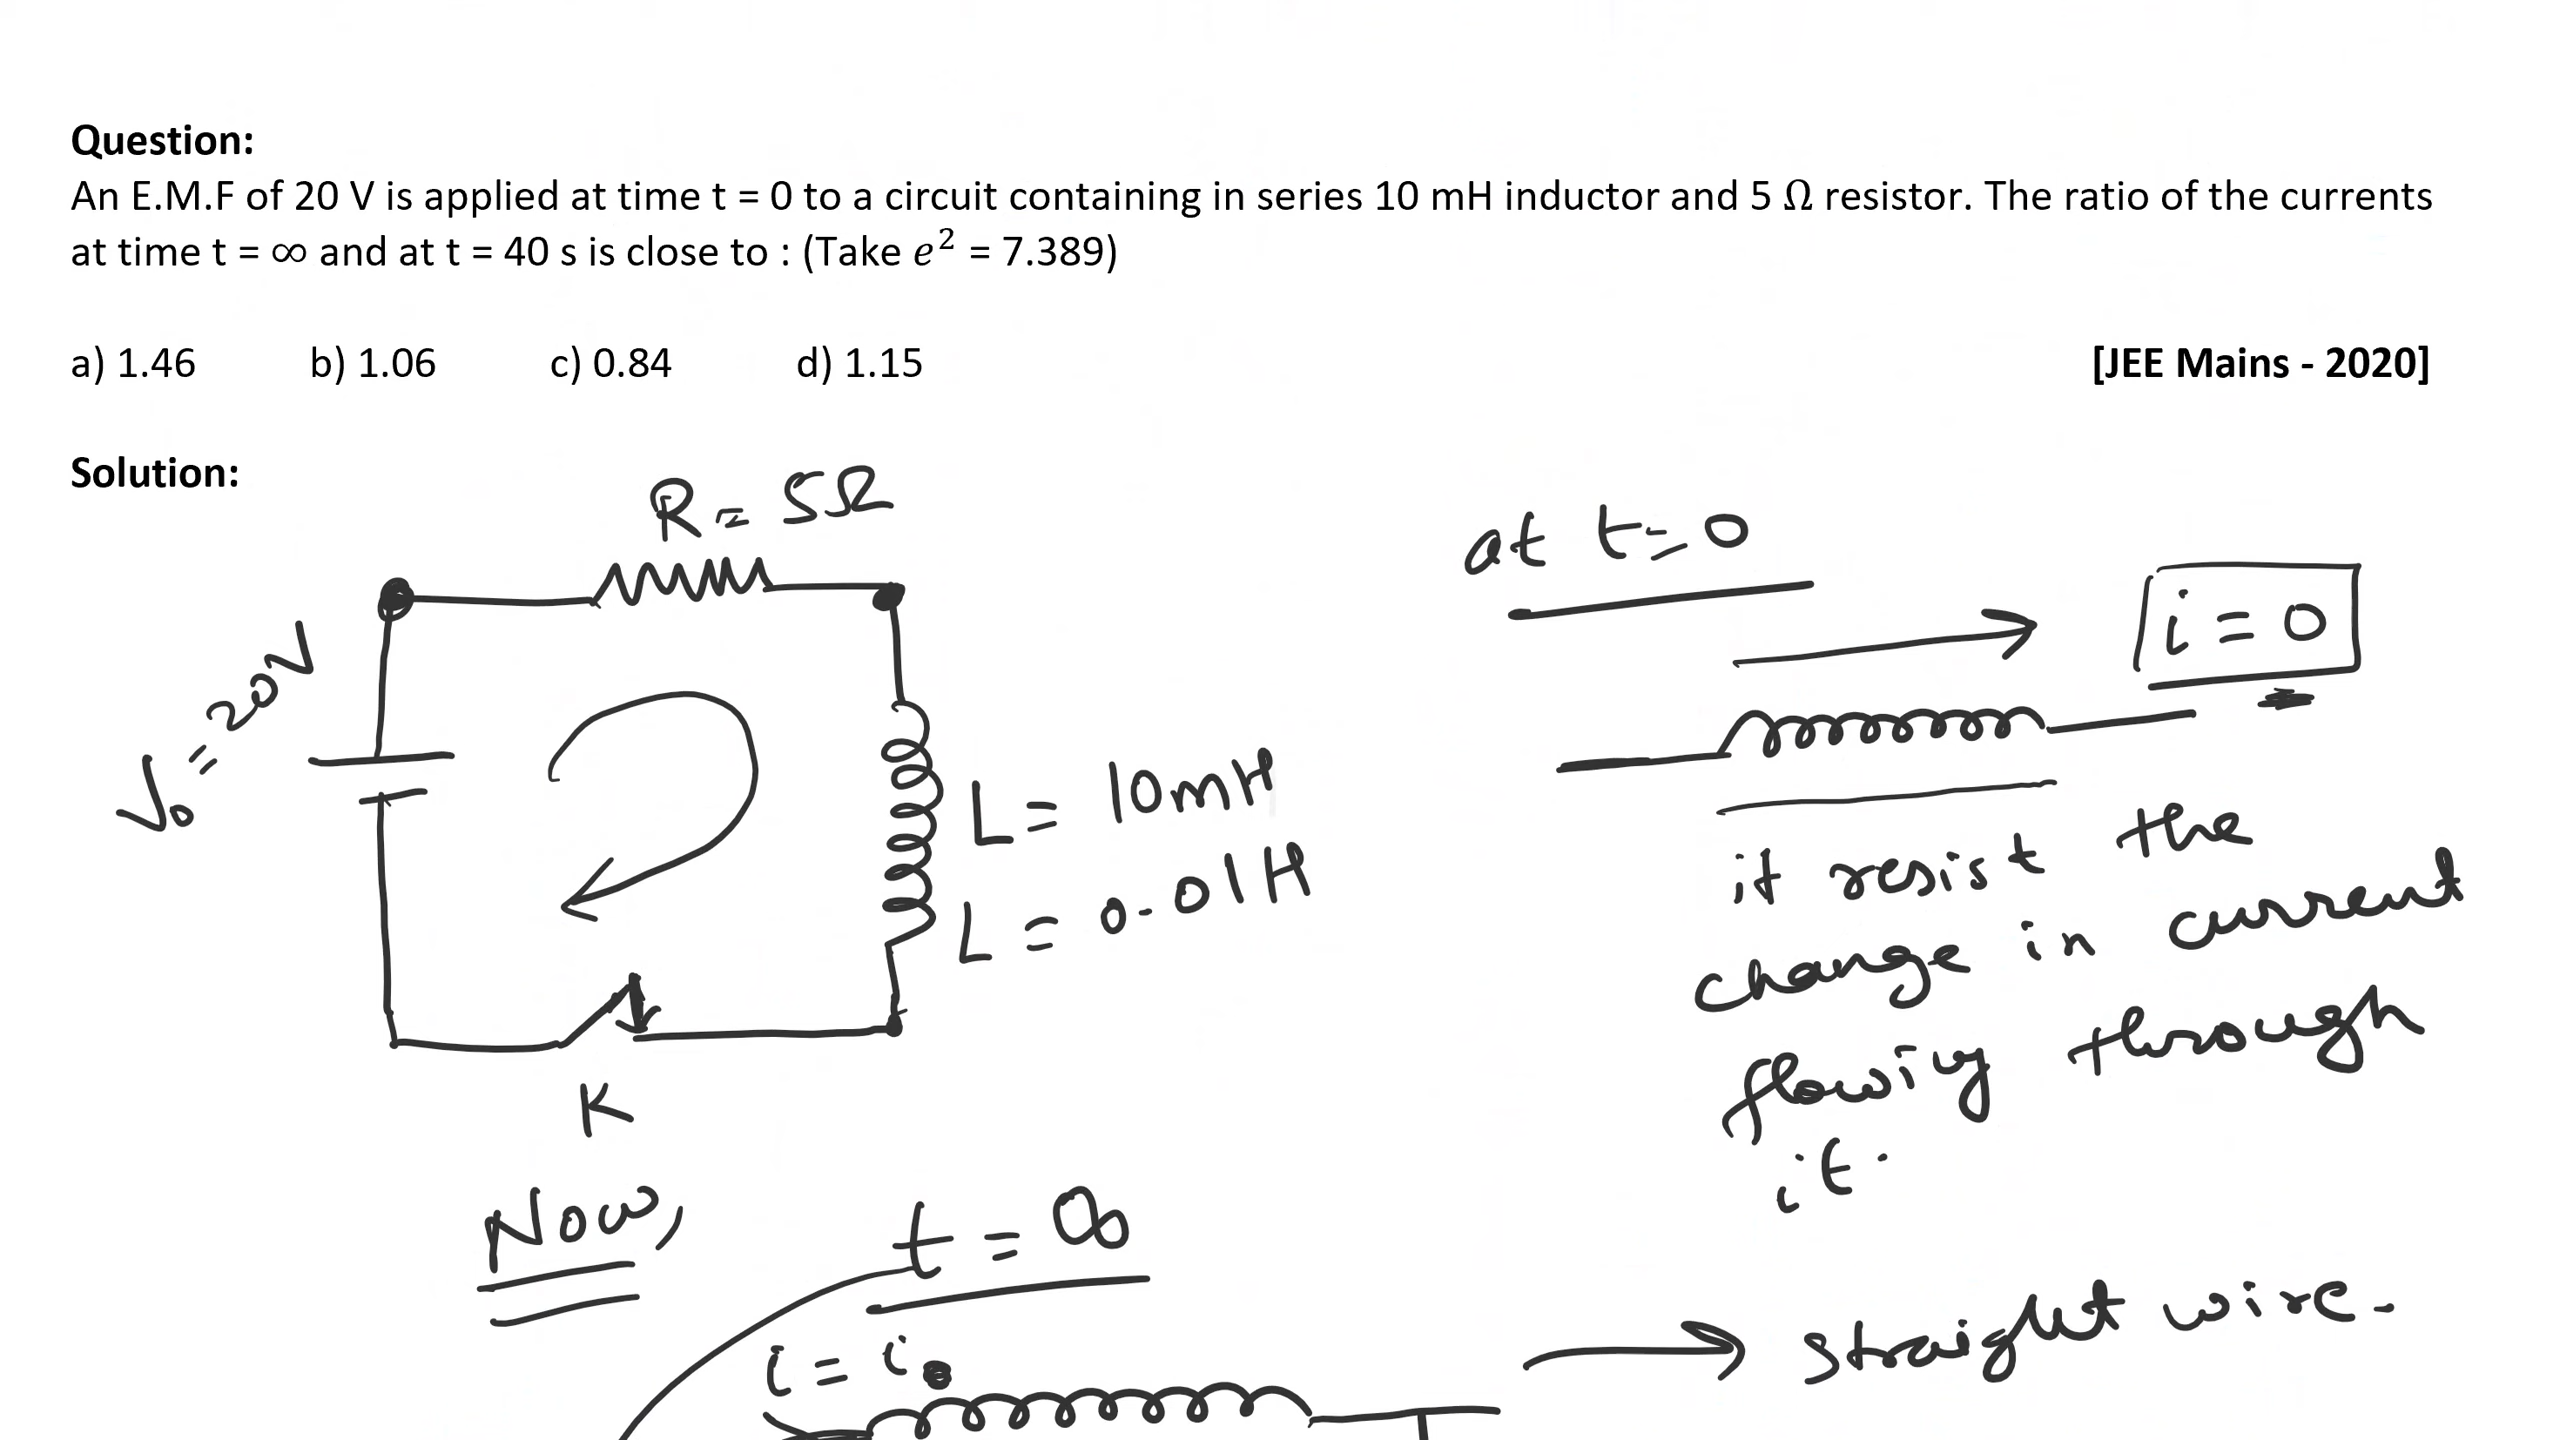 Question:
An E.M.F of 20 V is applied at time t = 0 to a circuit containing in series 10 mH inductor and 5 Ω resistor. The ratio of the currents
at time t = ∞ and at t = 40 s is close to : (Take e² = 7.389)
a) 1.46 b) 1.06 c) 0.84 d) 1.15 [JEE Mains - 2020]
Solution:
R = 5Ω
V₀ = 20V
L = 10mH
L = 0.01H
K
at t=0
i = 0
it resist the
change in current
flowing through
it.
Now, t = ∞
i = i₀
straight wire.